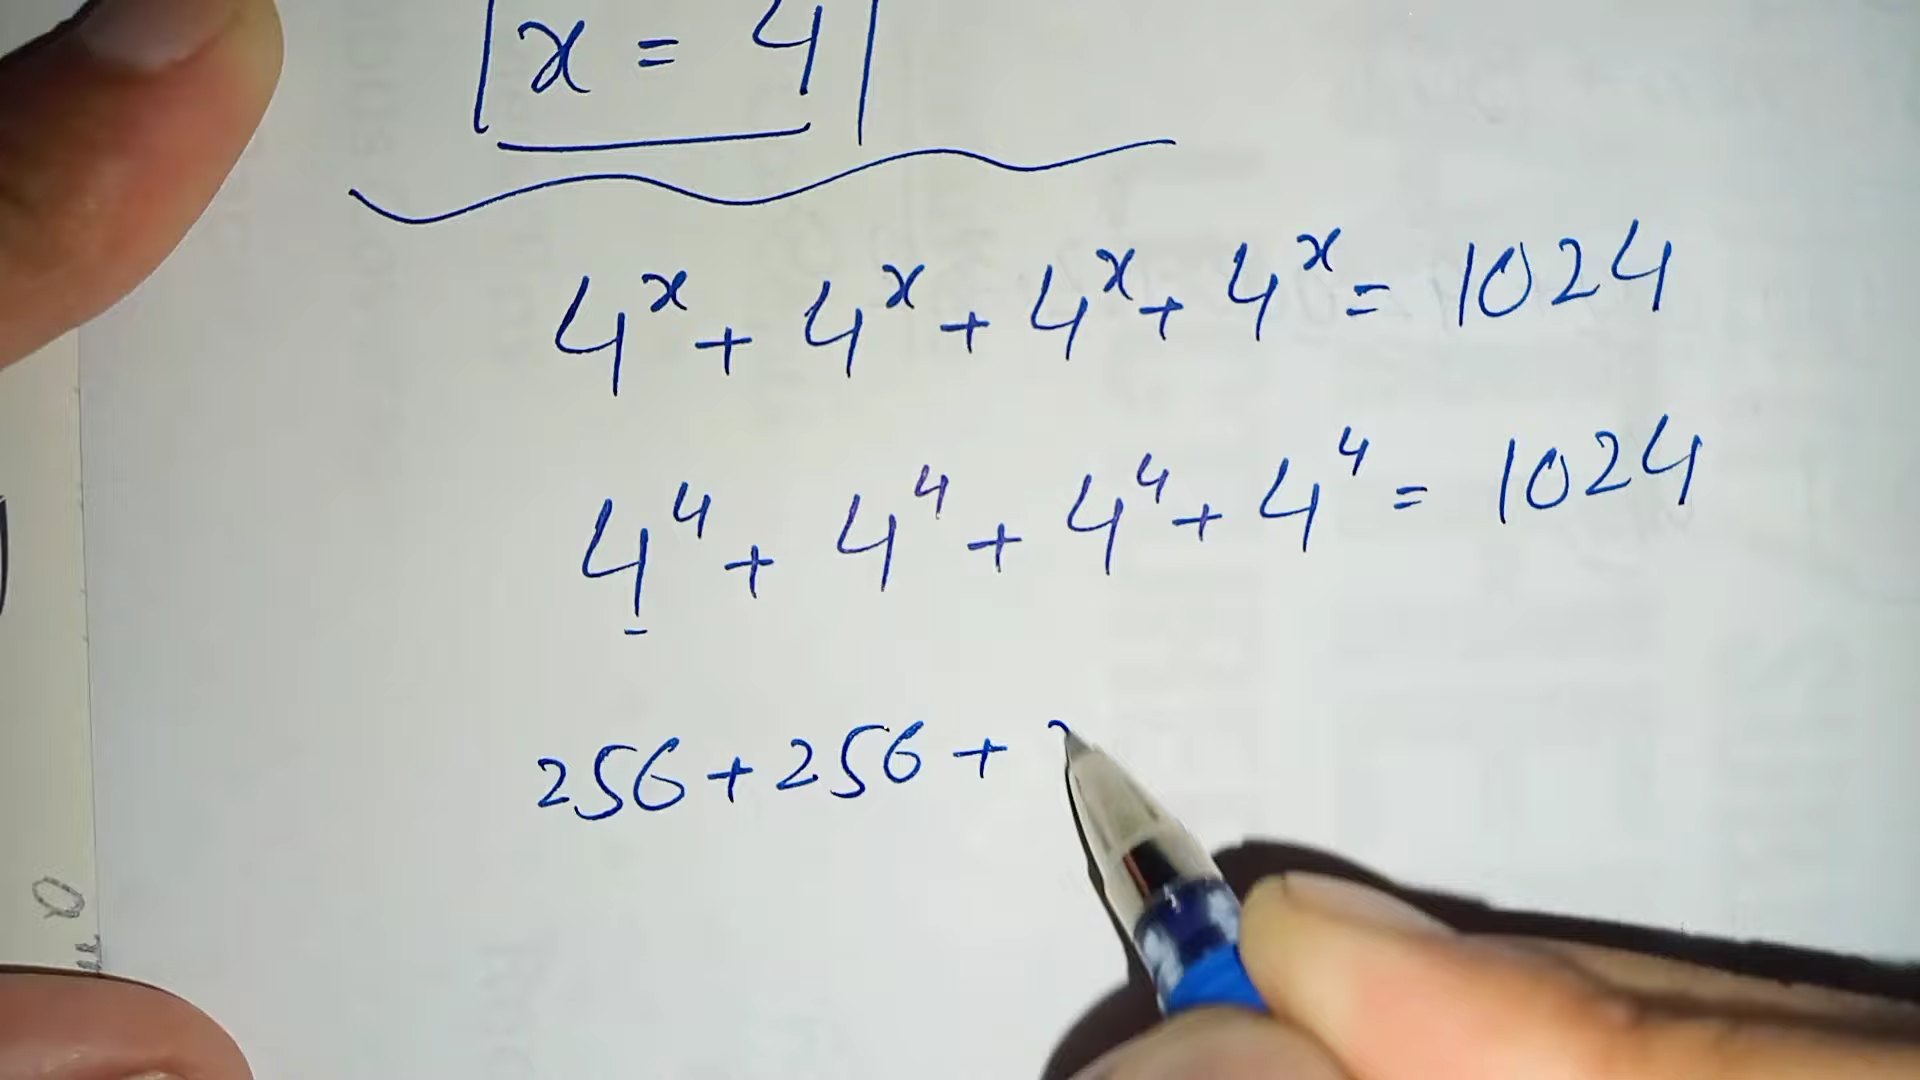 x = 4
4^x + 4^x + 4^x + 4^x = 1024
4^4 + 4^4 + 4^4 + 4^4 = 1024
256 + 256 +